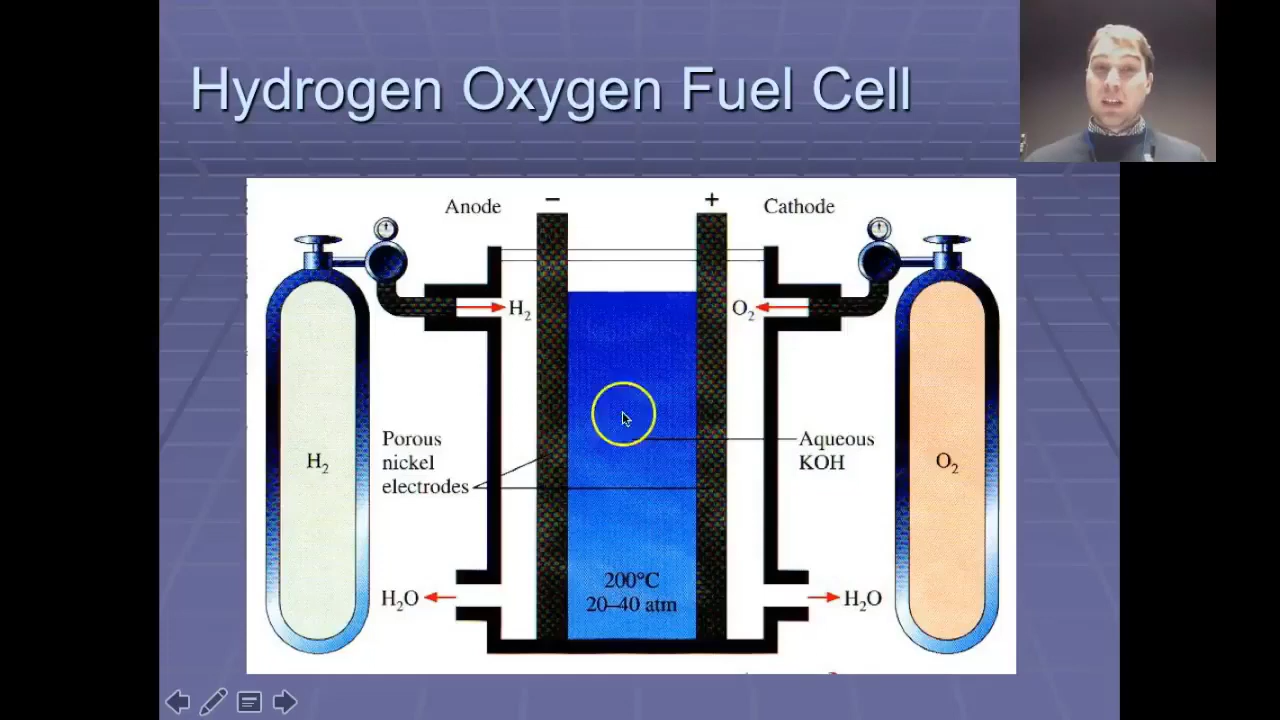 Hydrogen Oxygen Fuel Cell
Anode
−
+
Cathode
H₂
O₂
Porous
nickel
electrodes
Aqueous
KOH
H₂
O₂
200°C
20–40 atm
H₂O
H₂O